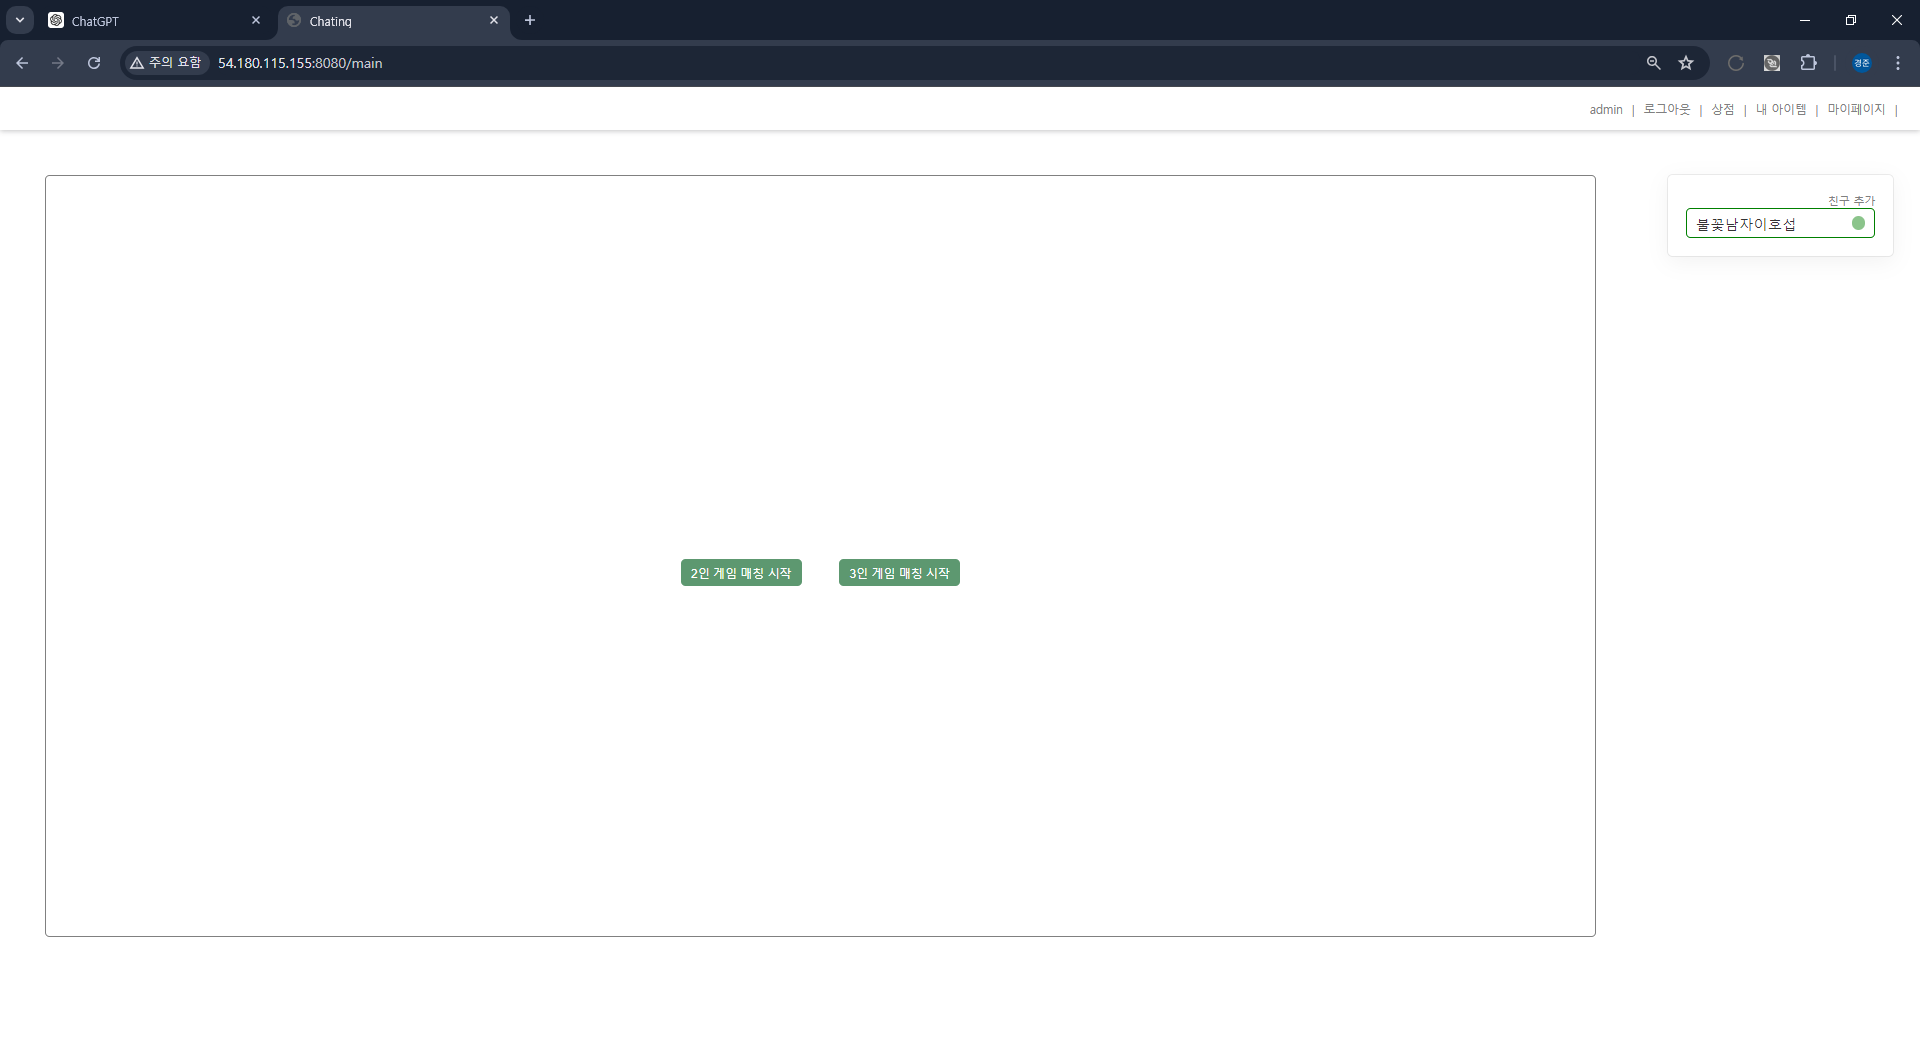 ChatGPT
Chating
주의 요함
54.180.115.155:8080/main
경준
admin | 로그아웃 | 상점 | 내 아이템 | 마이페이지 |
친구 추가
불꽃남자이호섭
2인 게임 매칭 시작
3인 게임 매칭 시작